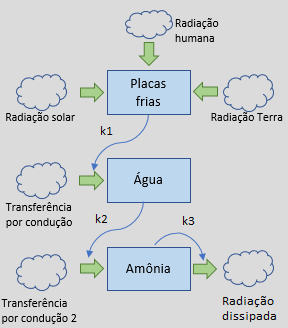 Radiação
humana
Placas
frias
Radiação solar
Radiação Terra
k1
Água
Transferência
por condução
k2
k3
Amônia
Transferência
por condução 2
Radiação
dissipada